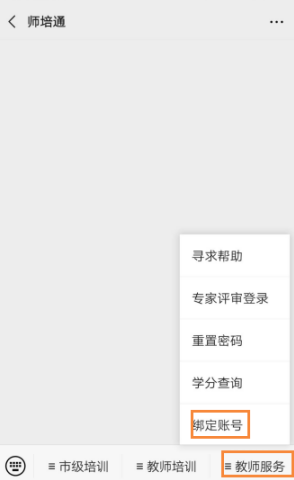 师培通
寻求帮助
专家评审登录
重置密码
学分查询
绑定账号
市级培训
教师培训
教师服务